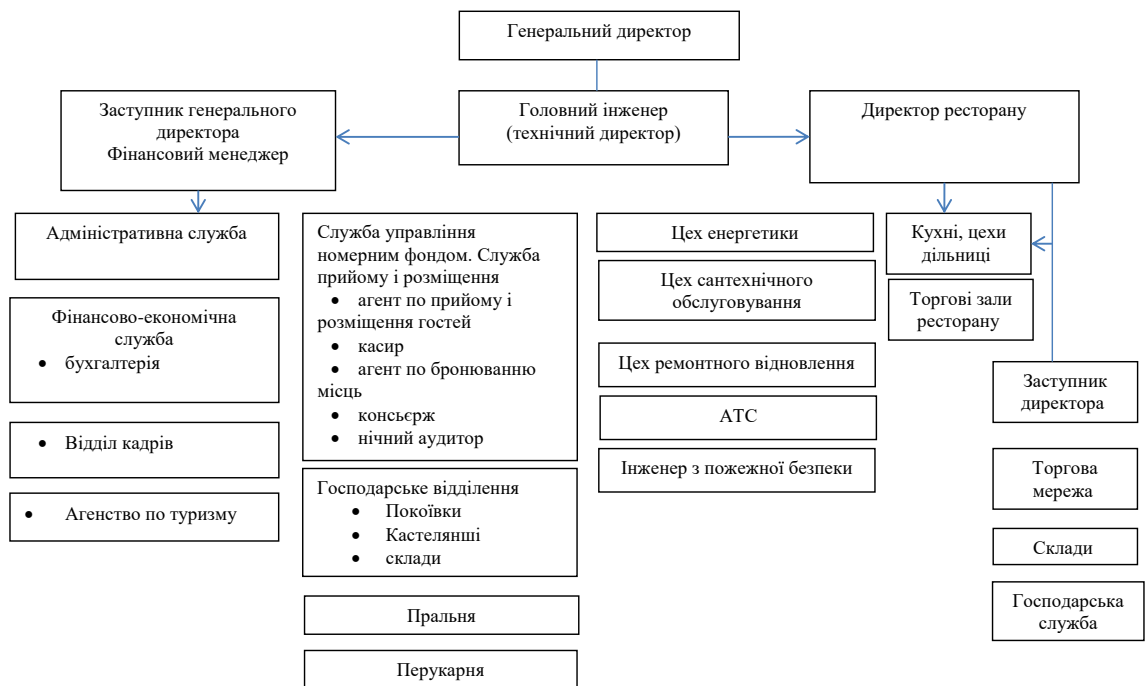 Генеральний директор
Заступник генерального
директора
Фінансовий менеджер
Головний інженер
(технічний директор)
Директор ресторану
Адміністративна служба
Фінансово-економічна
служба
• бухгалтерія
• Відділ кадрів
• Агенство по туризму
Служба управління
номерним фондом. Служба
прийому і розміщення
• агент по прийому і
розміщення гостей
• касир
• агент по бронюванню
місць
• консьєрж
• нічний аудитор
Господарське відділення
• Покоївки
• Кастелянші
• склади
Пральня
Перукарня
Цех енергетики
Цех сантехнічного
обслуговування
Цех ремонтного відновлення
АТС
Інженер з пожежної безпеки
Кухні, цехи
дільниці
Торгові зали
ресторану
Заступник
директора
Торгова
мережа
Склади
Господарська
служба